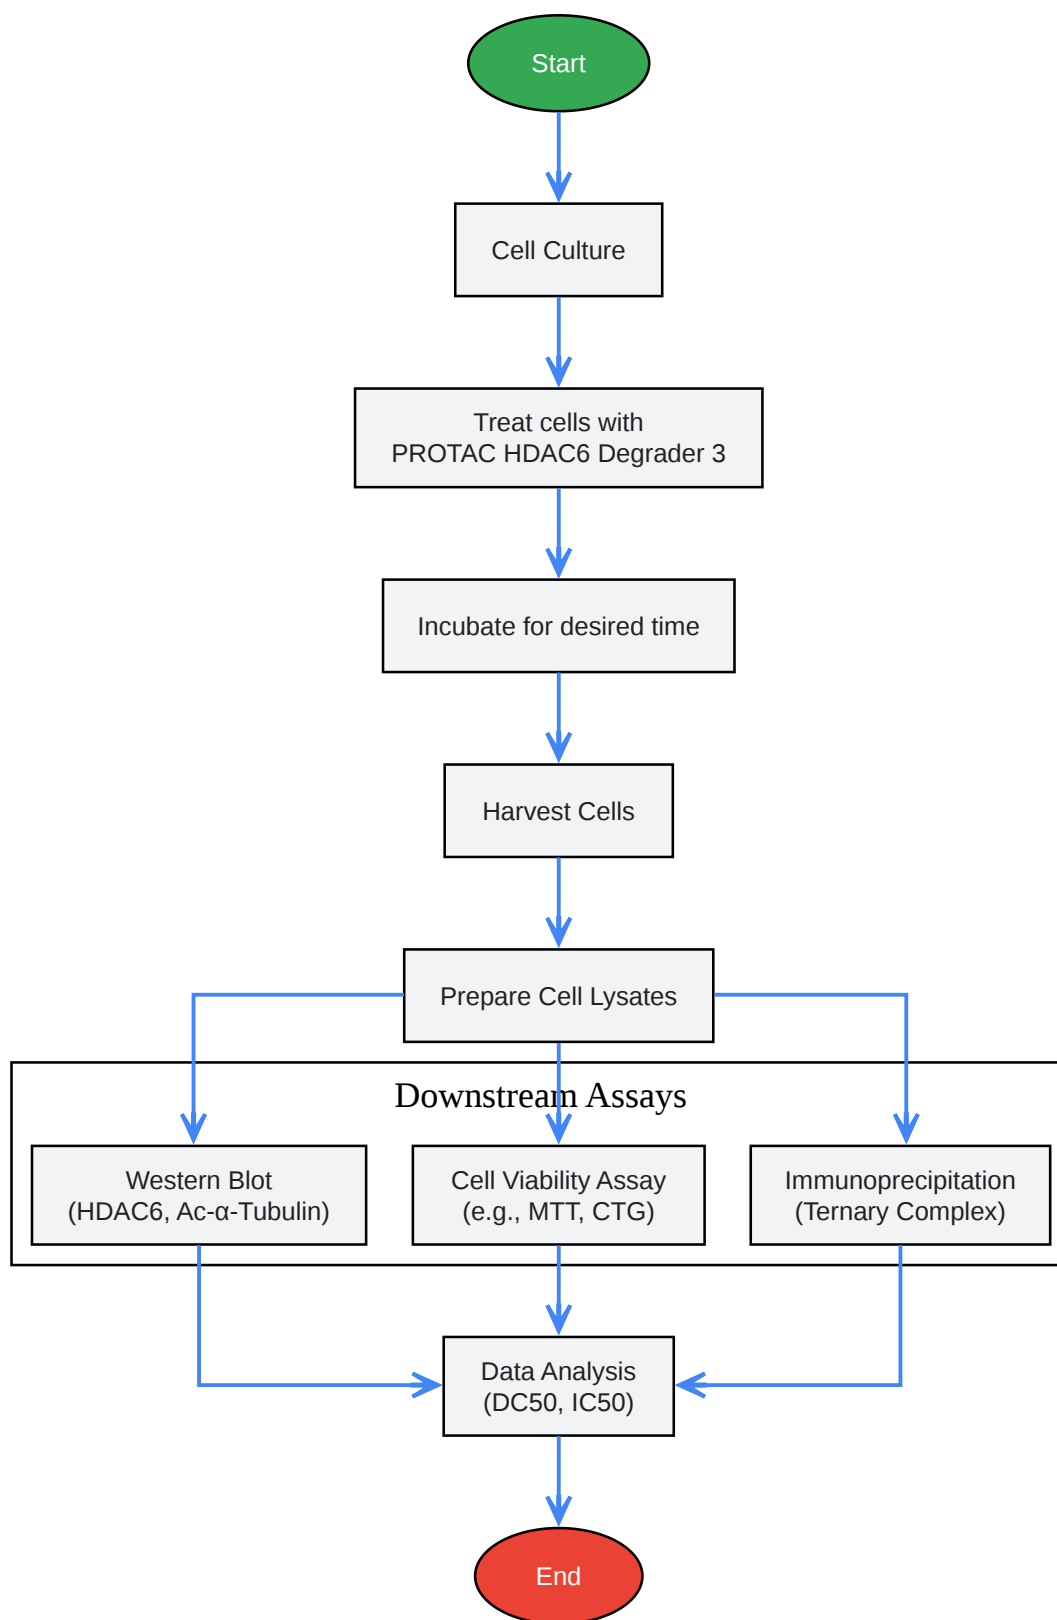 Start
Cell Culture
Treat cells with
PROTAC HDAC6 Degrader 3
Incubate for desired time
Harvest Cells
Prepare Cell Lysates
Downstream Assays
Western Blot
(HDAC6, Ac-α-Tubulin)
Cell Viability Assay
(e.g., MTT, CTG)
Immunoprecipitation
(Ternary Complex)
Data Analysis
(DC50, IC50)
End